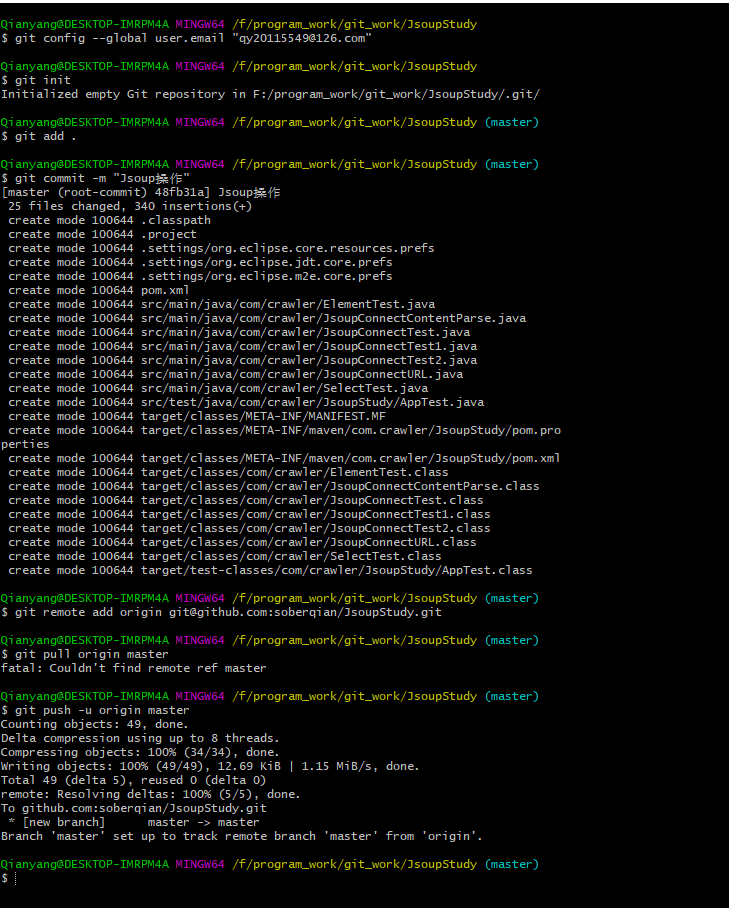 Qianyang@DESKTOP-IMRPM4A MINGW64 /f/program_work/git_work/JsoupStudy
$ git config --global user.email "qy20115549@126.com"
Qianyang@DESKTOP-IMRPM4A MINGW64 /f/program_work/git_work/JsoupStudy
$ git init
Initialized empty Git repository in F:/program_work/git_work/JsoupStudy/.git/
Qianyang@DESKTOP-IMRPM4A MINGW64 /f/program_work/git_work/JsoupStudy (master)
$ git add .
Qianyang@DESKTOP-IMRPM4A MINGW64 /f/program_work/git_work/JsoupStudy (master)
$ git commit -m "Jsoup操作"
[master (root-commit) 48fb31a] Jsoup操作
 25 files changed, 340 insertions(+)
 create mode 100644 .classpath
 create mode 100644 .project
 create mode 100644 .settings/org.eclipse.core.resources.prefs
 create mode 100644 .settings/org.eclipse.jdt.core.prefs
 create mode 100644 .settings/org.eclipse.m2e.core.prefs
 create mode 100644 pom.xml
 create mode 100644 src/main/java/com/crawler/ElementTest.java
 create mode 100644 src/main/java/com/crawler/JsoupConnectContentParse.java
 create mode 100644 src/main/java/com/crawler/JsoupConnectTest.java
 create mode 100644 src/main/java/com/crawler/JsoupConnectTest1.java
 create mode 100644 src/main/java/com/crawler/JsoupConnectTest2.java
 create mode 100644 src/main/java/com/crawler/JsoupConnectURL.java
 create mode 100644 src/main/java/com/crawler/SelectTest.java
 create mode 100644 src/test/java/com/crawler/JsoupStudy/AppTest.java
 create mode 100644 target/classes/META-INF/MANIFEST.MF
 create mode 100644 target/classes/META-INF/maven/com.crawler/JsoupStudy/pom.pro
perties
 create mode 100644 target/classes/META-INF/maven/com.crawler/JsoupStudy/pom.xml
 create mode 100644 target/classes/com/crawler/ElementTest.class
 create mode 100644 target/classes/com/crawler/JsoupConnectContentParse.class
 create mode 100644 target/classes/com/crawler/JsoupConnectTest.class
 create mode 100644 target/classes/com/crawler/JsoupConnectTest1.class
 create mode 100644 target/classes/com/crawler/JsoupConnectTest2.class
 create mode 100644 target/classes/com/crawler/JsoupConnectURL.class
 create mode 100644 target/classes/com/crawler/SelectTest.class
 create mode 100644 target/test-classes/com/crawler/JsoupStudy/AppTest.class
Qianyang@DESKTOP-IMRPM4A MINGW64 /f/program_work/git_work/JsoupStudy (master)
$ git remote add origin git@github.com:soberqian/JsoupStudy.git
Qianyang@DESKTOP-IMRPM4A MINGW64 /f/program_work/git_work/JsoupStudy (master)
$ git pull origin master
fatal: Couldn't find remote ref master
Qianyang@DESKTOP-IMRPM4A MINGW64 /f/program_work/git_work/JsoupStudy (master)
$ git push -u origin master
Counting objects: 49, done.
Delta compression using up to 8 threads.
Compressing objects: 100% (34/34), done.
Writing objects: 100% (49/49), 12.69 KiB | 1.15 MiB/s, done.
Total 49 (delta 5), reused 0 (delta 0)
remote: Resolving deltas: 100% (5/5), done.
To github.com:soberqian/JsoupStudy.git
 * [new branch]      master -> master
Branch 'master' set up to track remote branch 'master' from 'origin'.
Qianyang@DESKTOP-IMRPM4A MINGW64 /f/program_work/git_work/JsoupStudy (master)
$